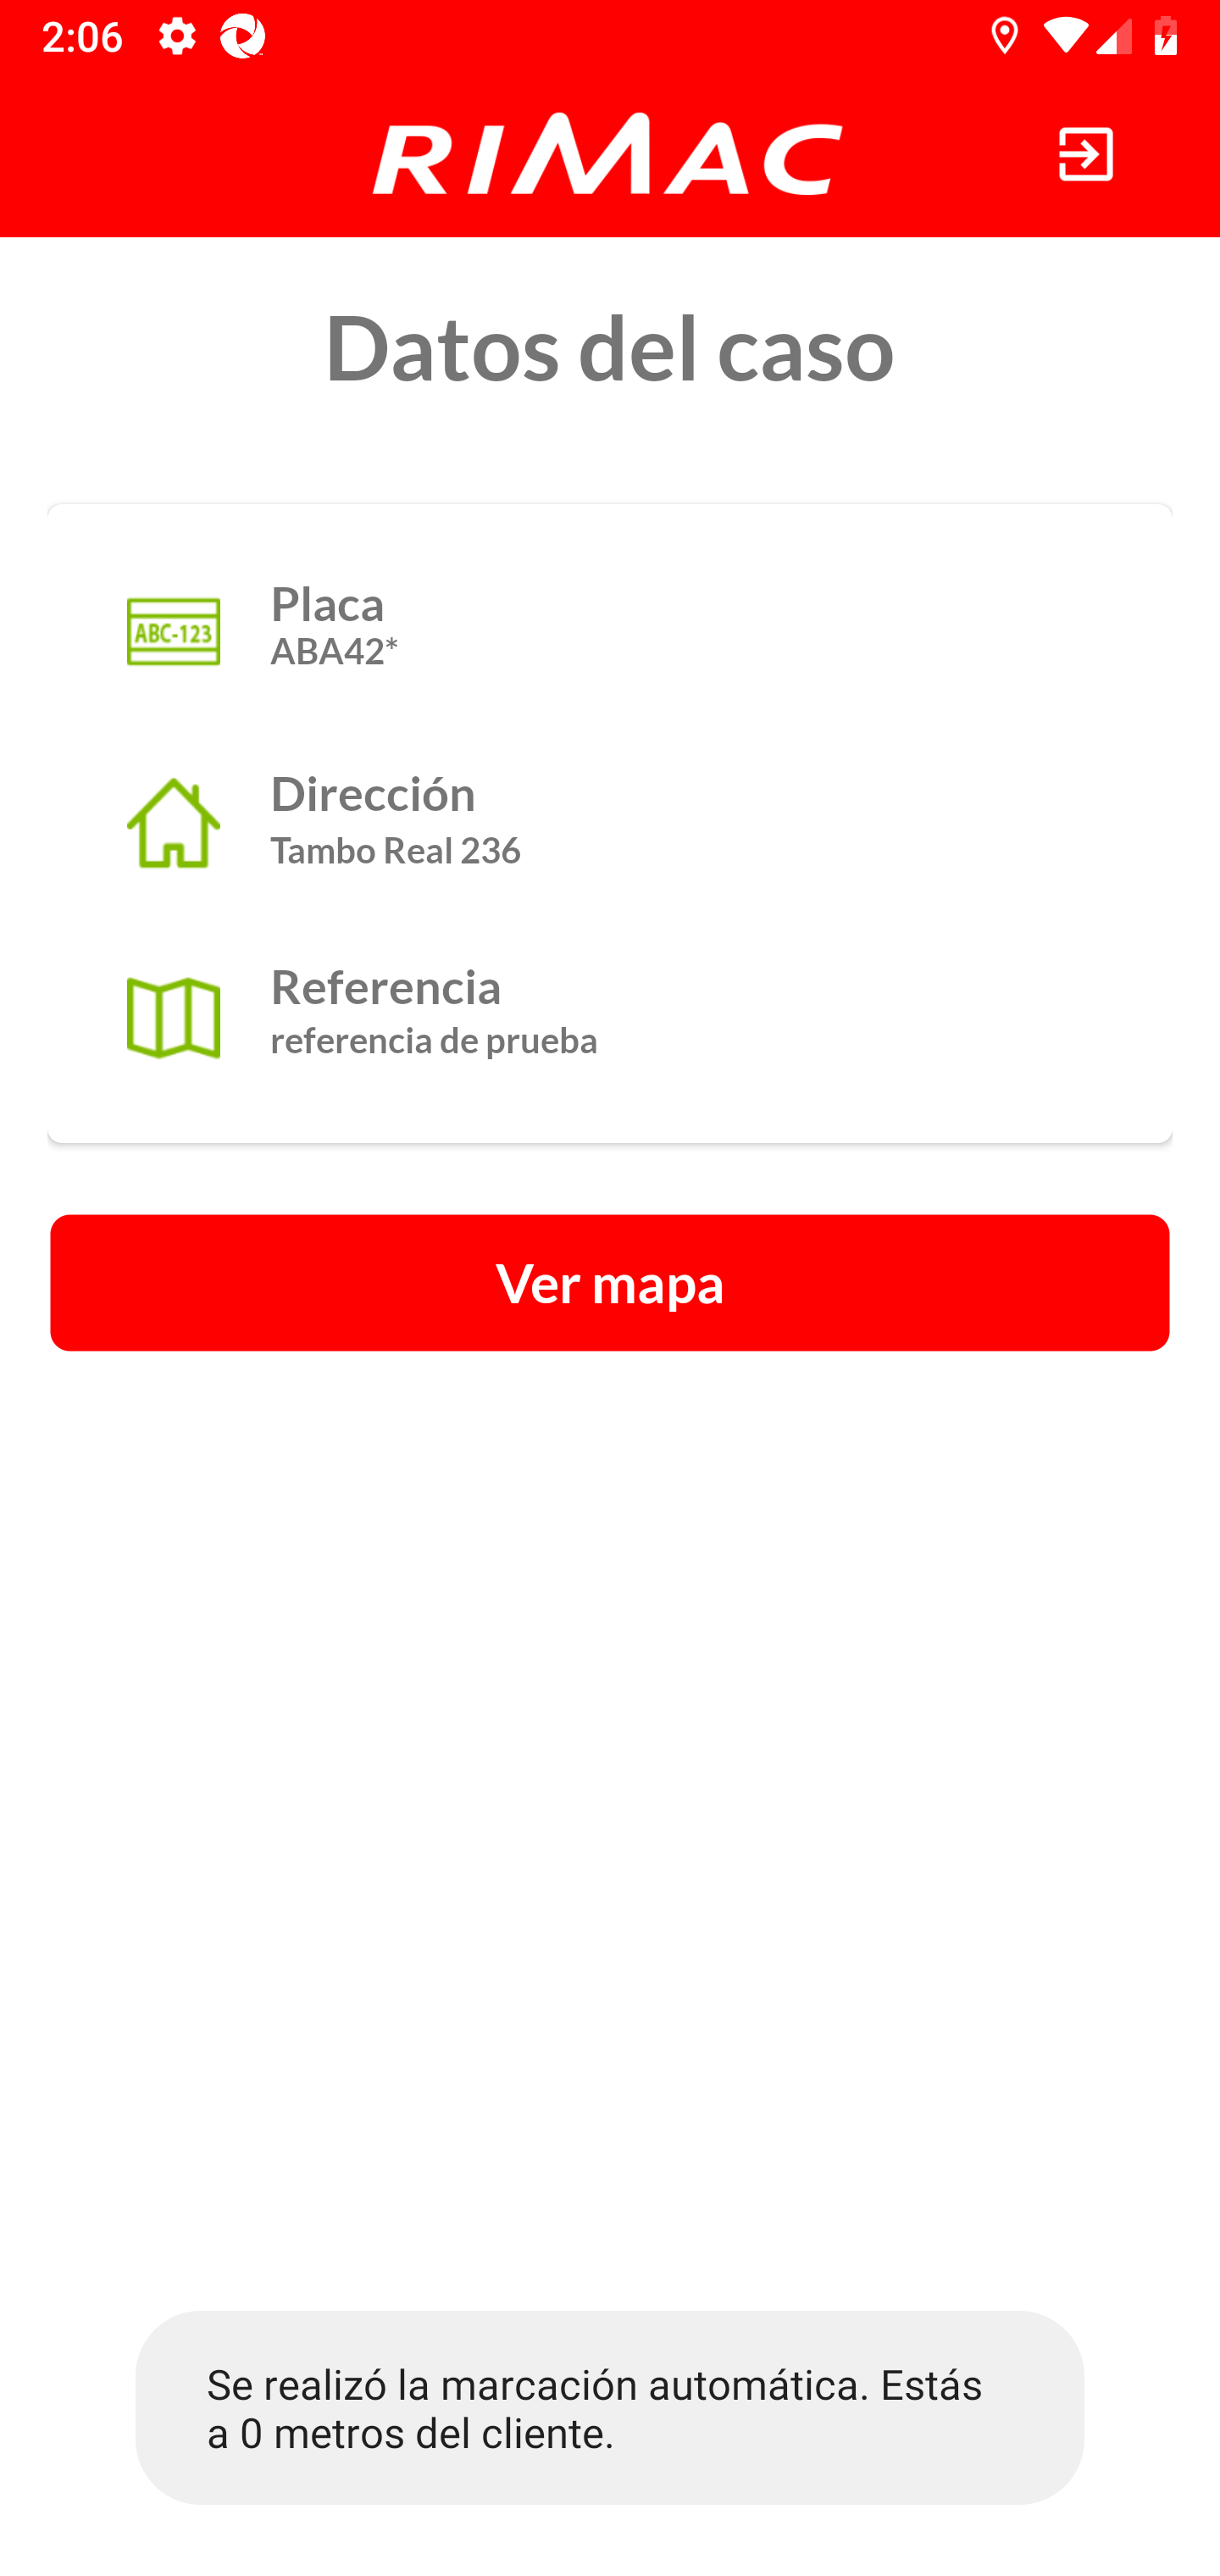 2:06
RIMAC
Datos del caso
ABC-123
Placa
ABA42*
Dirección
Tambo Real 236
Referencia
referencia de prueba
Ver mapa
Se realizó la marcación automática. Estás
a 0 metros del cliente.